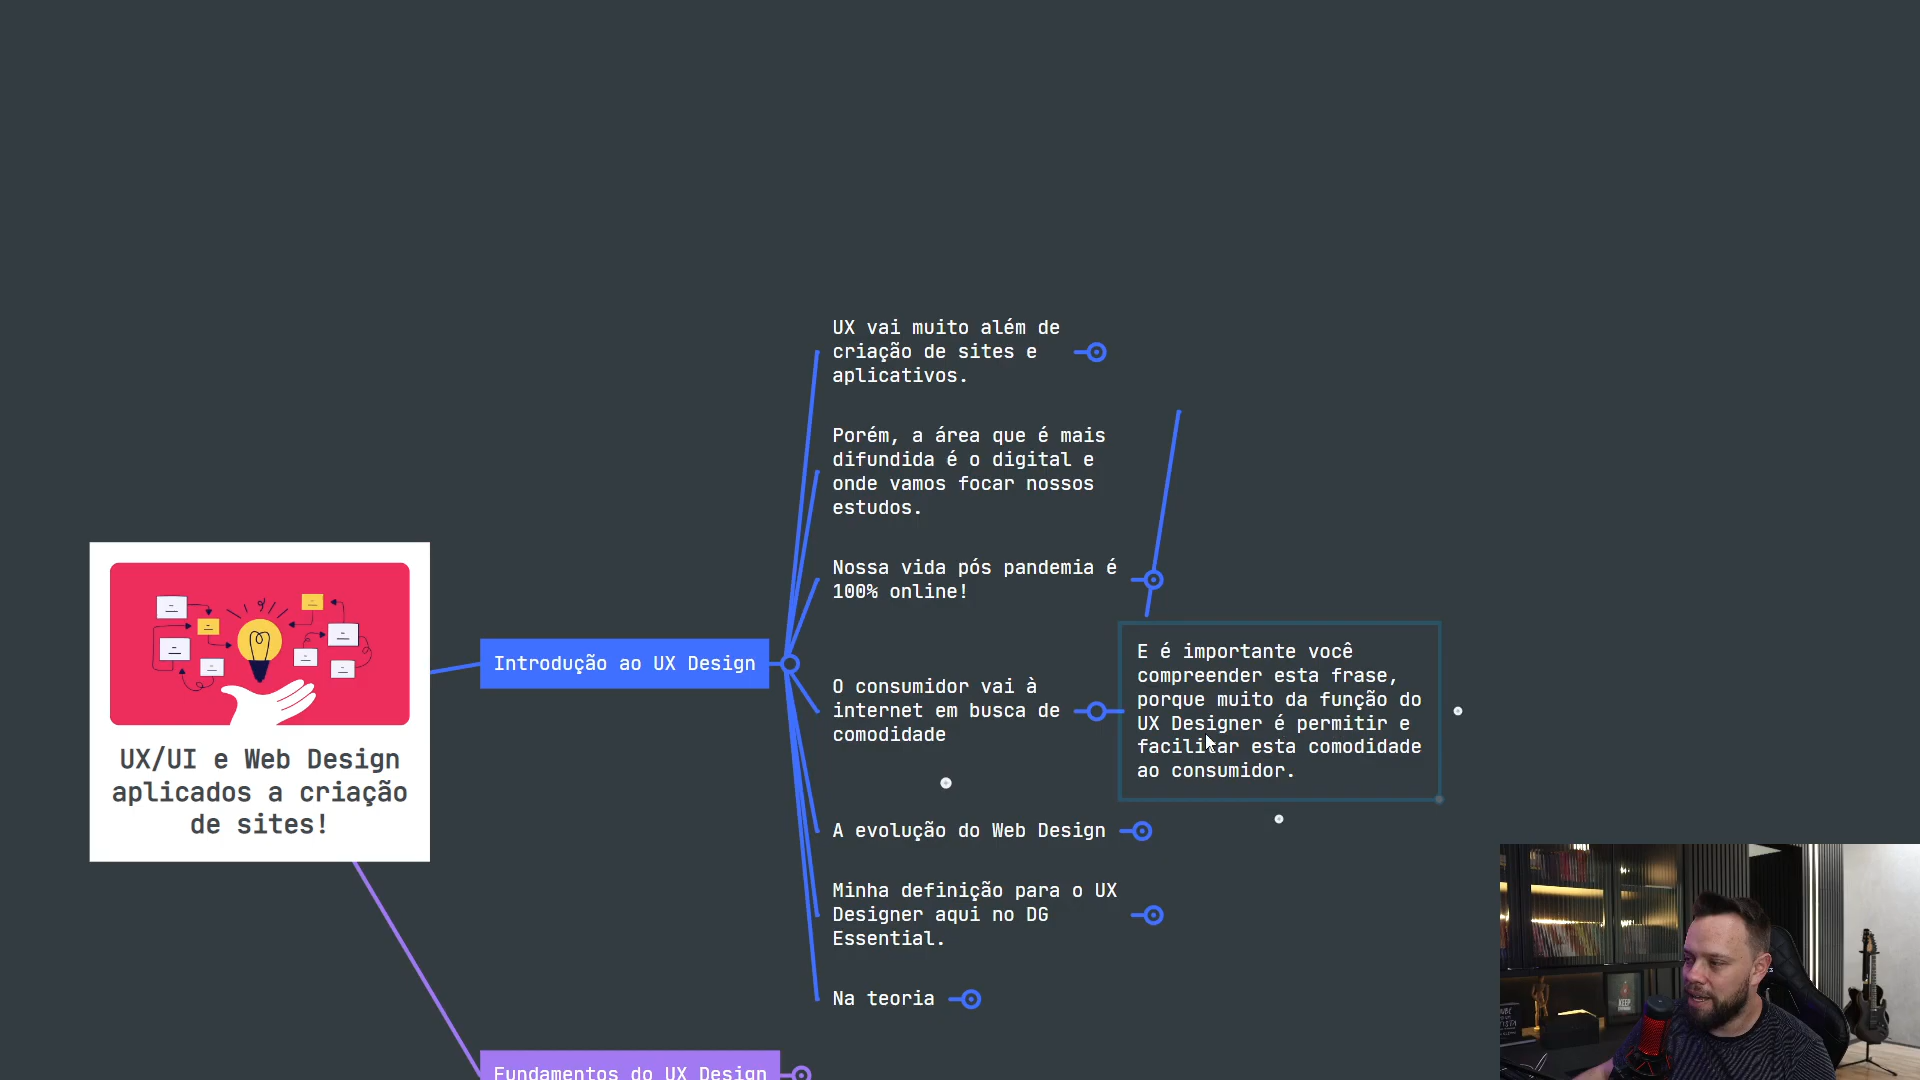 UX vai muito além de
criação de sites e
aplicativos.
Porém, a área que é mais
difundida é o digital e
onde vamos focar nossos
estudos.
Nossa vida pós pandemia é
100% online!
Introdução ao UX Design
O consumidor vai à
internet em busca de
comodidade
E é importante você
compreender esta frase,
porque muito da função do
UX Designer é permitir e
facilitar esta comodidade
ao consumidor.
UX/UI e Web Design
aplicados a criação
de sites!
A evolução do Web Design
Minha definição para o UX
Designer aqui no DG
Essential.
Na teoria
Fundamentos do UX Design
KEEP